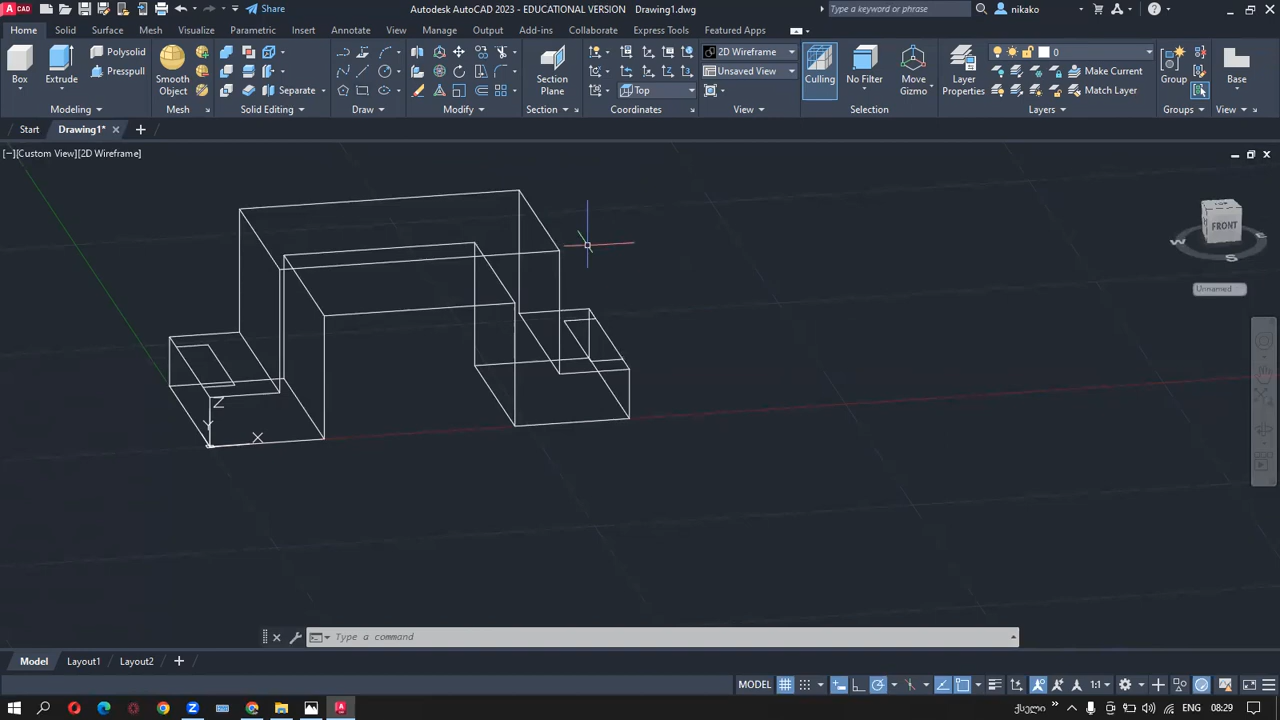 CAD Share Autodesk AutoCAD 2023 - EDUCATIONAL VERSION Drawing1.dwg Type a keyword or phrase nikako
Home Solid Surface Mesh Visualize Parametric Insert Annotate View Manage Output Add-ins Collaborate Express Tools Featured Apps
Polysolid 2D Wireframe 0
Presspull Unsaved View Make Current
Box Extrude Smooth Object Separate Section Plane Top Culling No Filter Move Gizmo Layer Properties Match Layer Group Base
Modeling Mesh Solid Editing Draw Modify Section Coordinates View Selection Layers Groups View
Start Drawing1* +
[−][Custom View][2D Wireframe]
TOP
FRONT
W E
S
Unnamed
Z
Y
X
Type a command
Model Layout1 Layout2 +
MODEL 1:1
ქსელი ENG 08:29